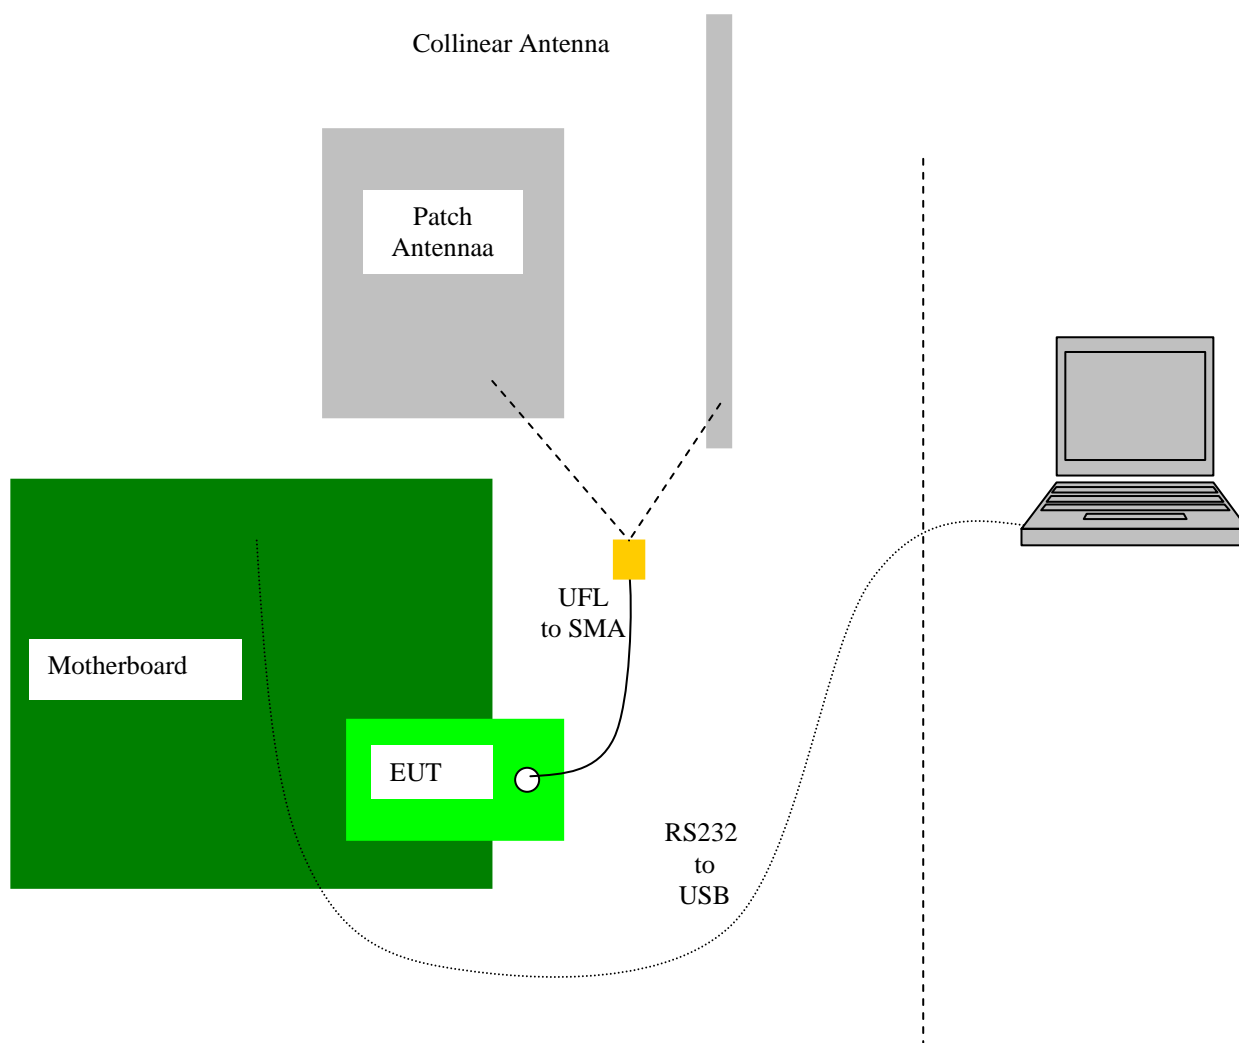 Collinear Antenna
Patch
Antennaa
UFL
to SMA
Motherboard
EUT
RS232
to
USB